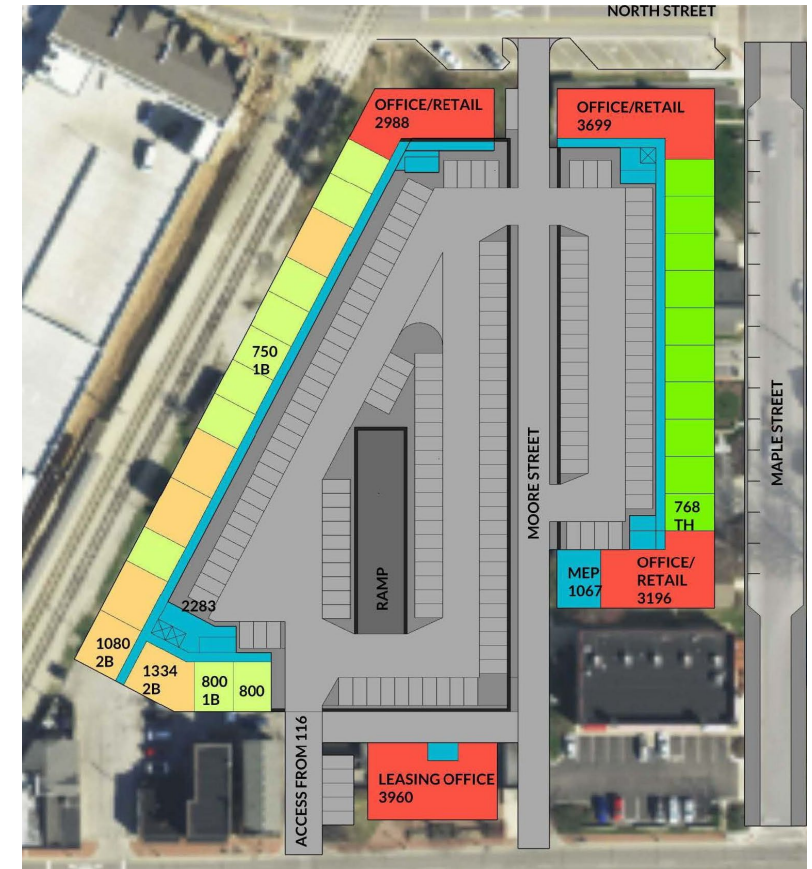 NORTH STREET
OFFICE/RETAIL
2988
OFFICE/RETAIL
3699
750
1B
MAPLE STREET
MOORE STREET
768
TH
RAMP
MEP
1067
OFFICE/
RETAIL
3196
2283
1080
2B
1334
2B
800
1B
800
ACCESS FROM 116
LEASING OFFICE
3960